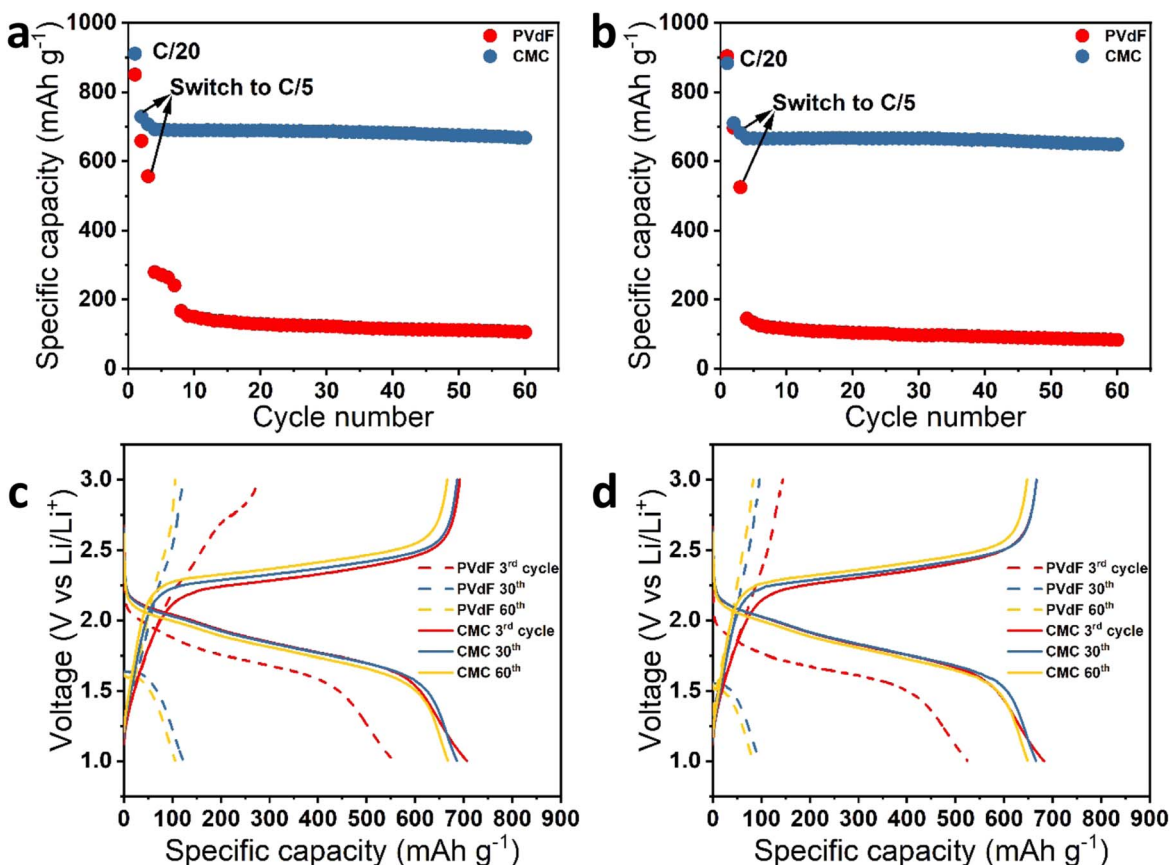 a
1000
800
600
400
200
0
0 10 20 30 40 50 60
Specific capacity (mAh g⁻¹)
Cycle number
C/20
Switch to C/5
PVdF
CMC
b
1000
800
600
400
200
0
0 10 20 30 40 50 60
Specific capacity (mAh g⁻¹)
Cycle number
C/20
Switch to C/5
PVdF
CMC
c
3.0
2.5
2.0
1.5
1.0
0 100 200 300 400 500 600 700 800 900
Voltage (V vs Li/Li⁺)
Specific capacity (mAh g⁻¹)
PVdF 3ʳᵈ cycle
PVdF 30ᵗʰ
PVdF 60ᵗʰ
CMC 3ʳᵈ cycle
CMC 30ᵗʰ
CMC 60ᵗʰ
d
3.0
2.5
2.0
1.5
1.0
0 100 200 300 400 500 600 700 800 900
Voltage (V vs Li/Li⁺)
Specific capacity (mAh g⁻¹)
PVdF 3ʳᵈ cycle
PVdF 30ᵗʰ
PVdF 60ᵗʰ
CMC 3ʳᵈ cycle
CMC 30ᵗʰ
CMC 60ᵗʰ